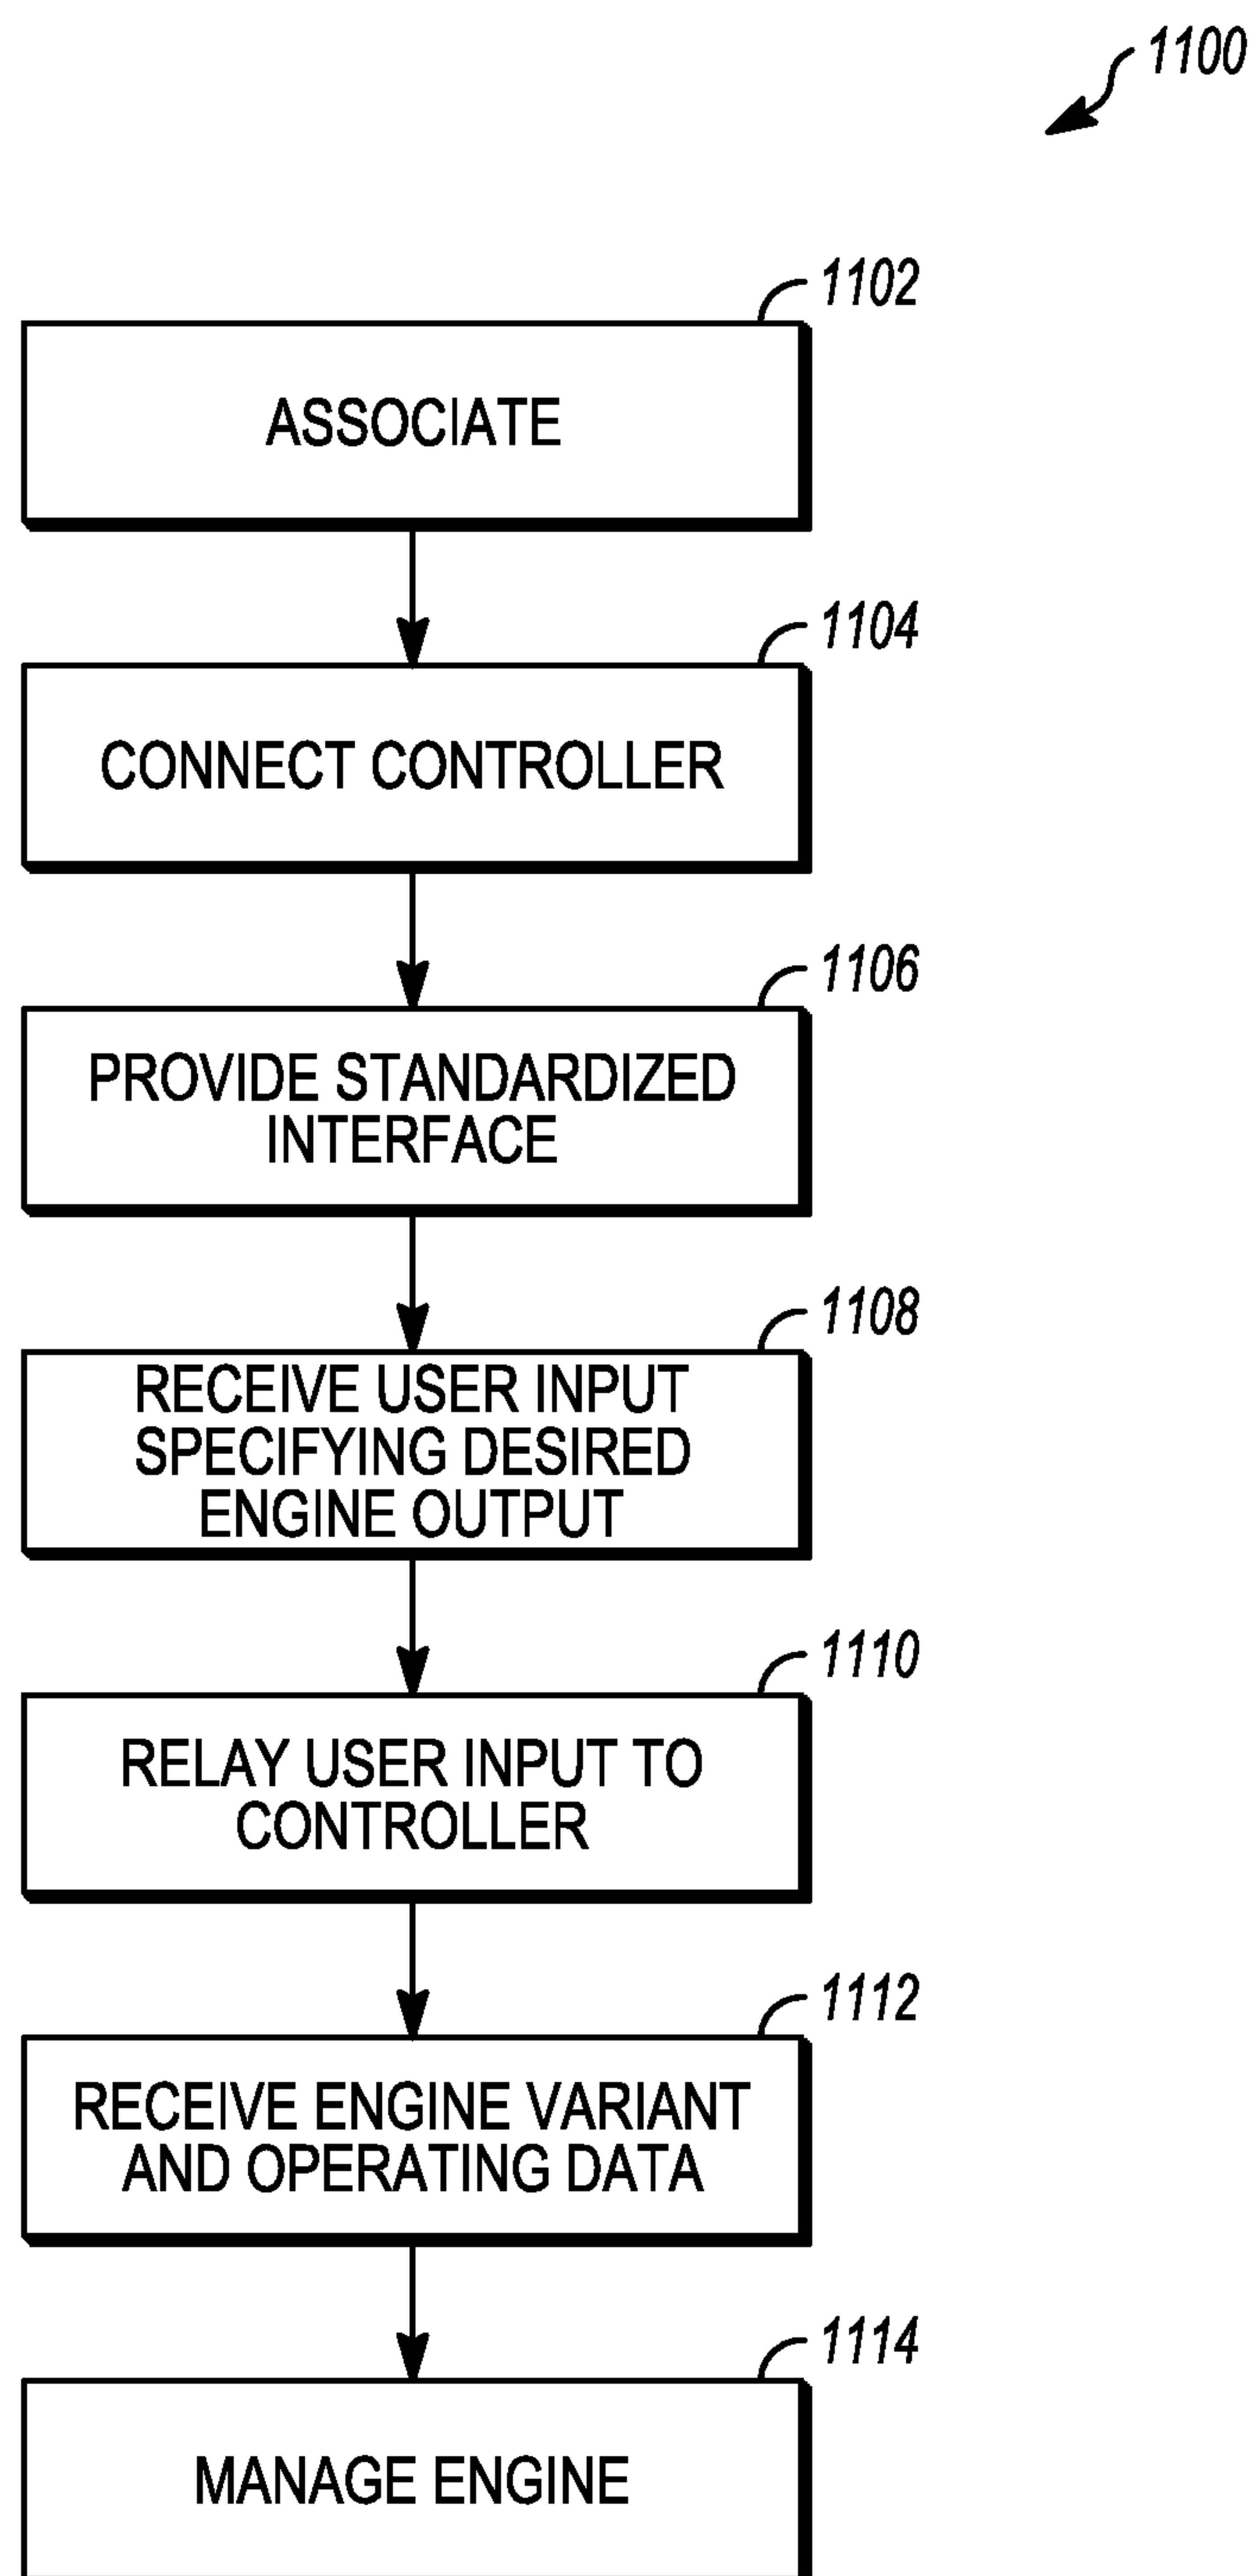 1100
1102
ASSOCIATE
1104
CONNECT CONTROLLER
1106
PROVIDE STANDARDIZED
INTERFACE
1108
RECEIVE USER INPUT
SPECIFYING DESIRED
ENGINE OUTPUT
1110
RELAY USER INPUT TO
CONTROLLER
1112
RECEIVE ENGINE VARIANT
AND OPERATING DATA
1114
MANAGE ENGINE